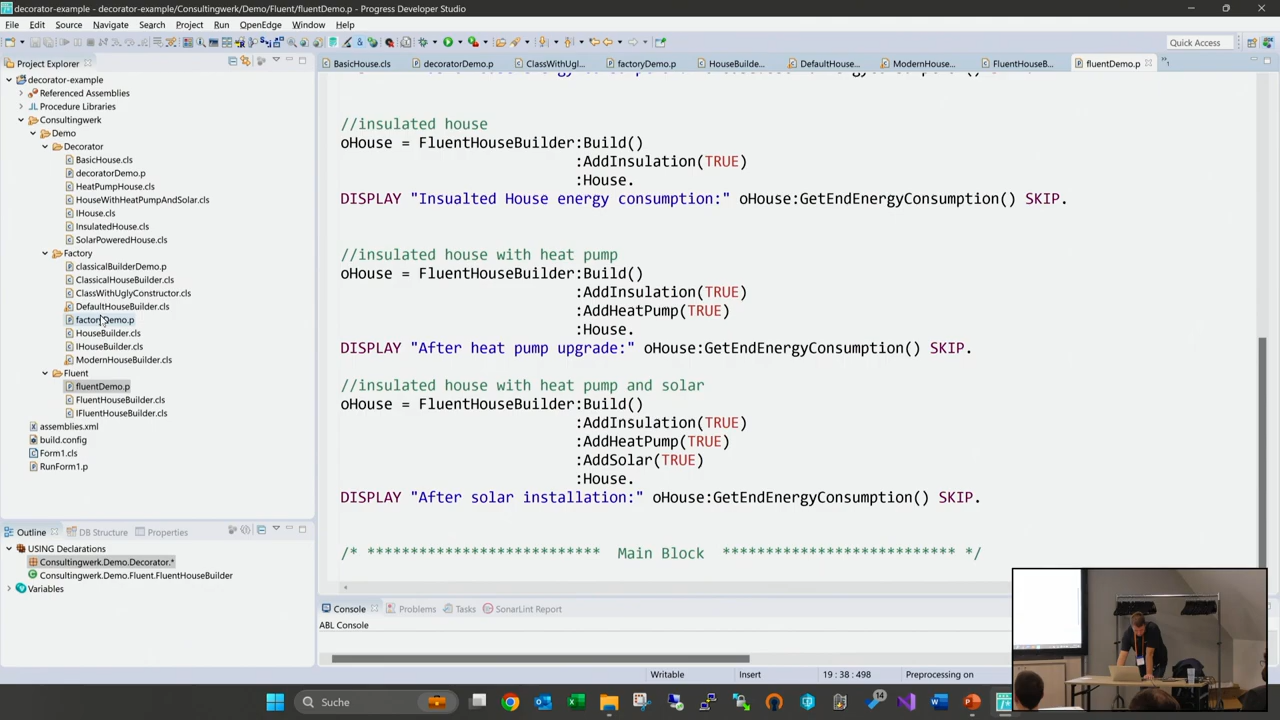 decorator-example/Consultingwerk/Demo/Fluent/fluentDemo.p - Progress Developer Studio
File Edit Source Navigate Search Project Run OpenEdge Window Help
Quick Access
Project Explorer
decorator-example
Referenced Assemblies
Procedure Libraries
Consultingwerk
Demo
Decorator
BasicHouse.cls
decoratorDemo.p
HeatPumpHouse.cls
HouseWithHeatPumpAndSolar.cls
IHouse.cls
InsulatedHouse.cls
SolarPoweredHouse.cls
Factory
classicalBuilderDemo.p
ClassicalHouseBuilder.cls
ClassWithUglyConstructor.cls
DefaultHouseBuilder.cls
factoryDemo.p
HouseBuilder.cls
IHouseBuilder.cls
ModernHouseBuilder.cls
Fluent
fluentDemo.p
FluentHouseBuilder.cls
IFluentHouseBuilder.cls
assemblies.xml
build.config
Form1.cls
RunForm1.p
Outline DB Structure Properties
USING Declarations
Consultingwerk.Demo.Decorator.*
Consultingwerk.Demo.Fluent.FluentHouseBuilder
Variables
BasicHouse.cls decoratorDemo.p ClassWithUgl... factoryDemo.p HouseBuilde... DefaultHouse... ModernHouse... FluentHouseB... fluentDemo.p
//insulated house
oHouse = FluentHouseBuilder:Build()
:AddInsulation(TRUE)
:House.
DISPLAY "Insualted House energy consumption:" oHouse:GetEndEnergyConsumption() SKIP.
//insulated house with heat pump
oHouse = FluentHouseBuilder:Build()
:AddInsulation(TRUE)
:AddHeatPump(TRUE)
:House.
DISPLAY "After heat pump upgrade:" oHouse:GetEndEnergyConsumption() SKIP.
//insulated house with heat pump and solar
oHouse = FluentHouseBuilder:Build()
:AddInsulation(TRUE)
:AddHeatPump(TRUE)
:AddSolar(TRUE)
:House.
DISPLAY "After solar installation:" oHouse:GetEndEnergyConsumption() SKIP.
/* *************************** Main Block *************************** */
Console Problems Tasks SonarLint Report
ABL Console
Writable Insert 19 : 38 : 498 Preprocessing on
Suche
14